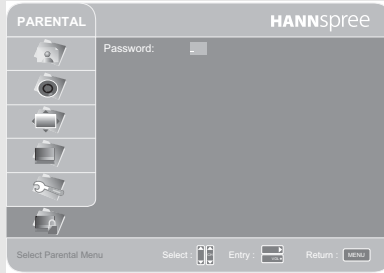 PARENTAL
HANNspree
Password: _
Select Parental Menu
Select :
Entry :
Return : MENU